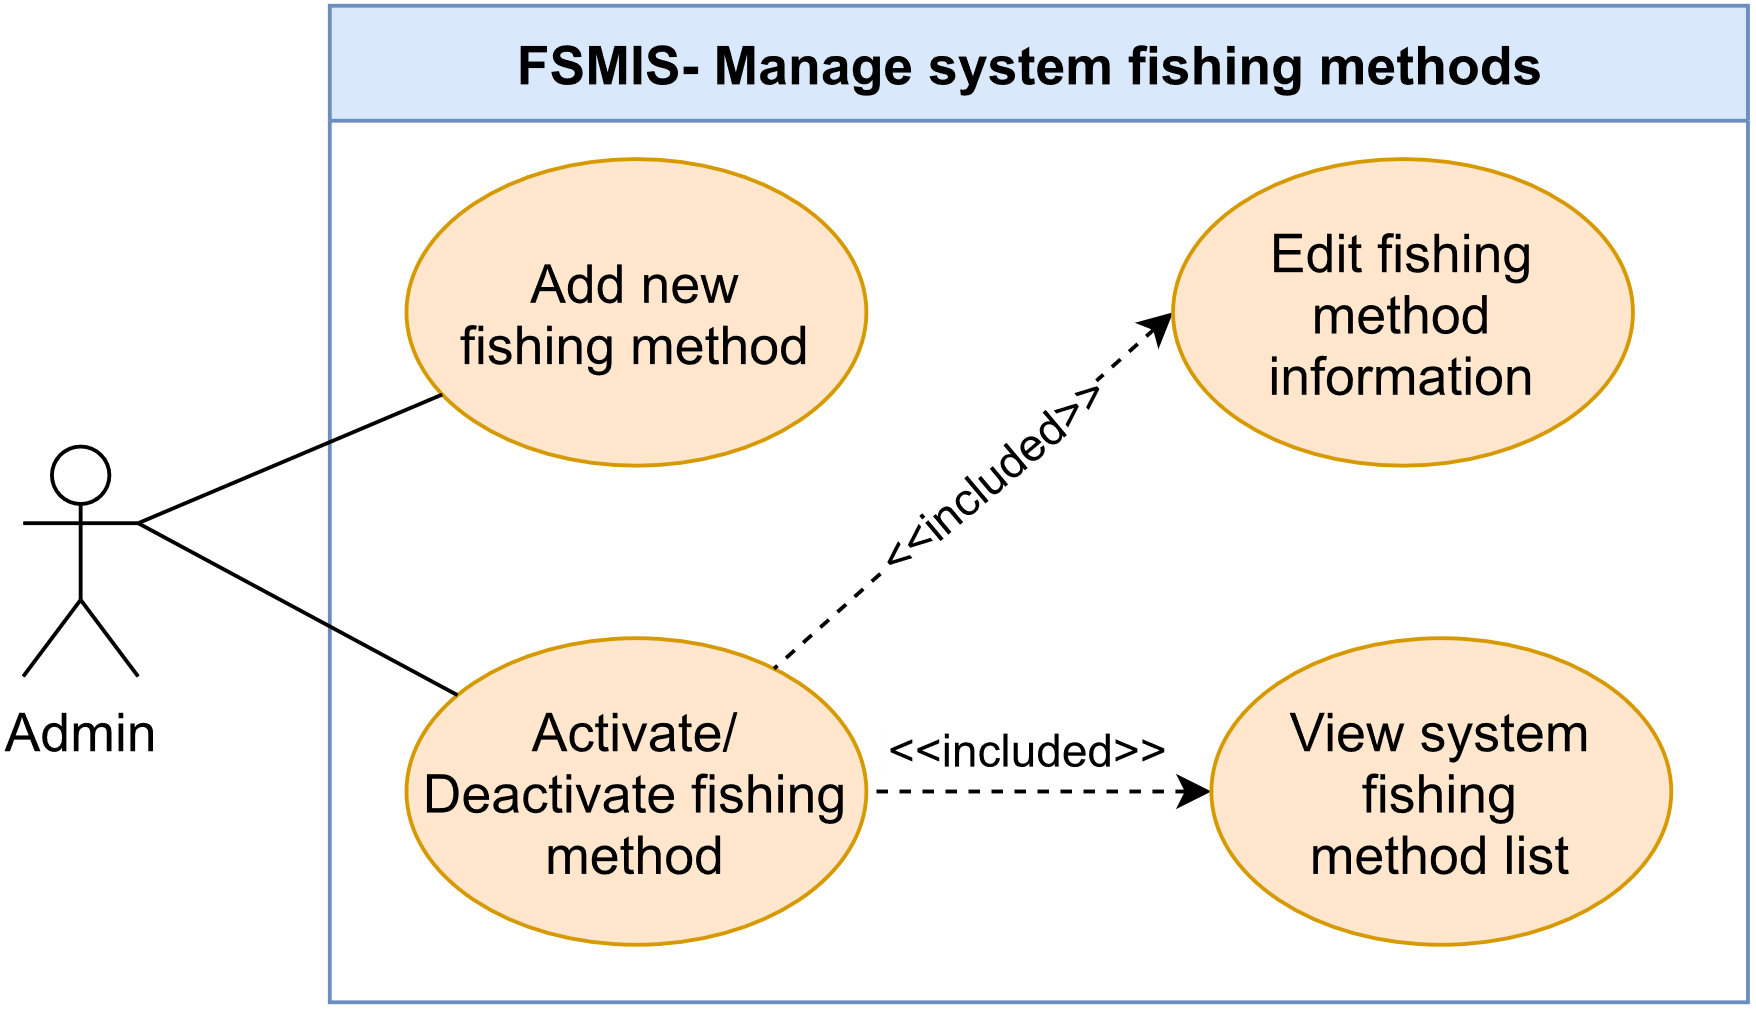 FSMIS- Manage system fishing methods
Add new
fishing method
Edit fishing
method
information
<<included>>
Admin
Activate/
Deactivate fishing
method
<<included>>
View system
fishing
method list